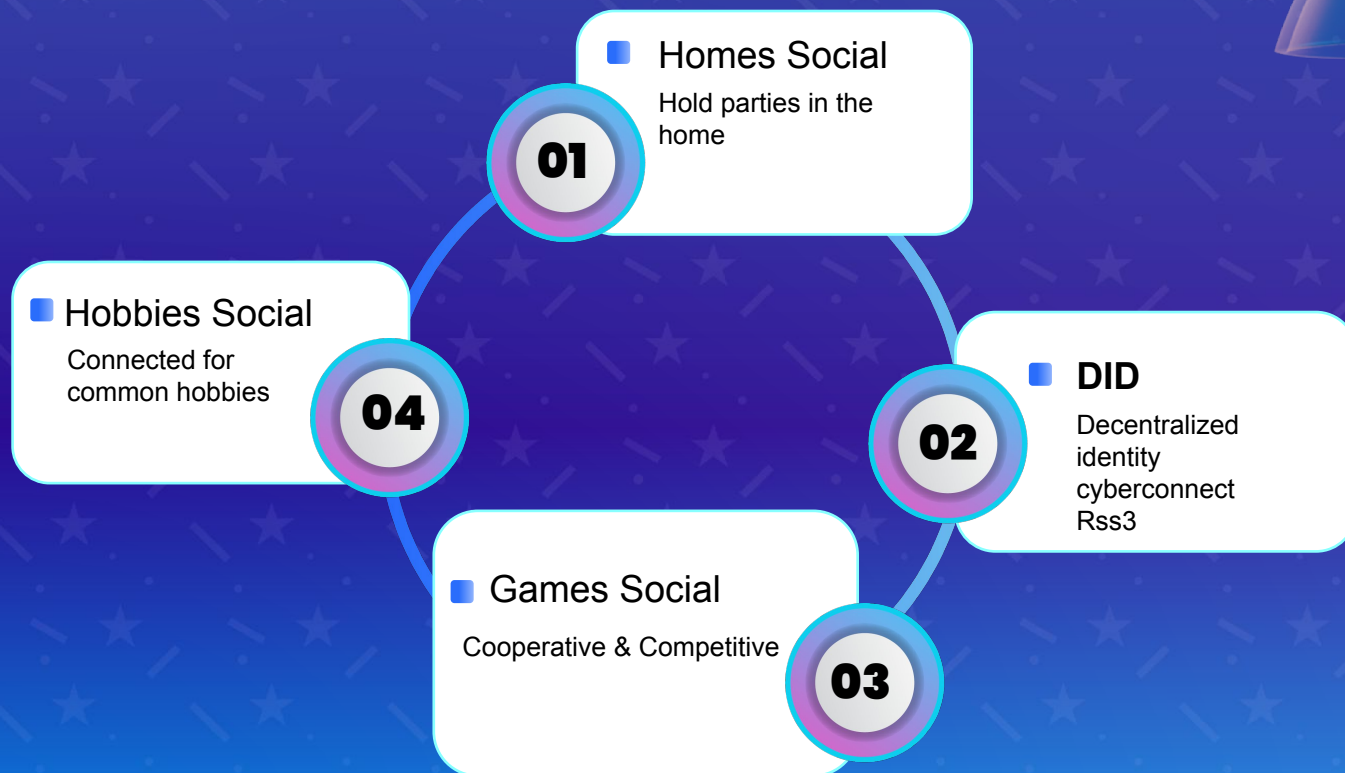 01
Homes Social
Hold parties in the
home
02
DID
Decentralized
identity
cyberconnect
Rss3
03
Games Social
Cooperative & Competitive
04
Hobbies Social
Connected for
common hobbies